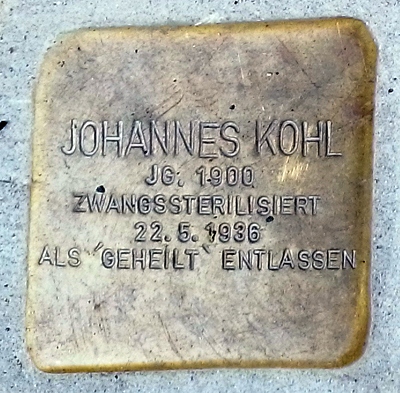 JOHANNES KOHL
JG. 1900
ZWANGSSTERILISIERT
22. 5. 1936
ALS ´GEHEILT` ENTLASSEN